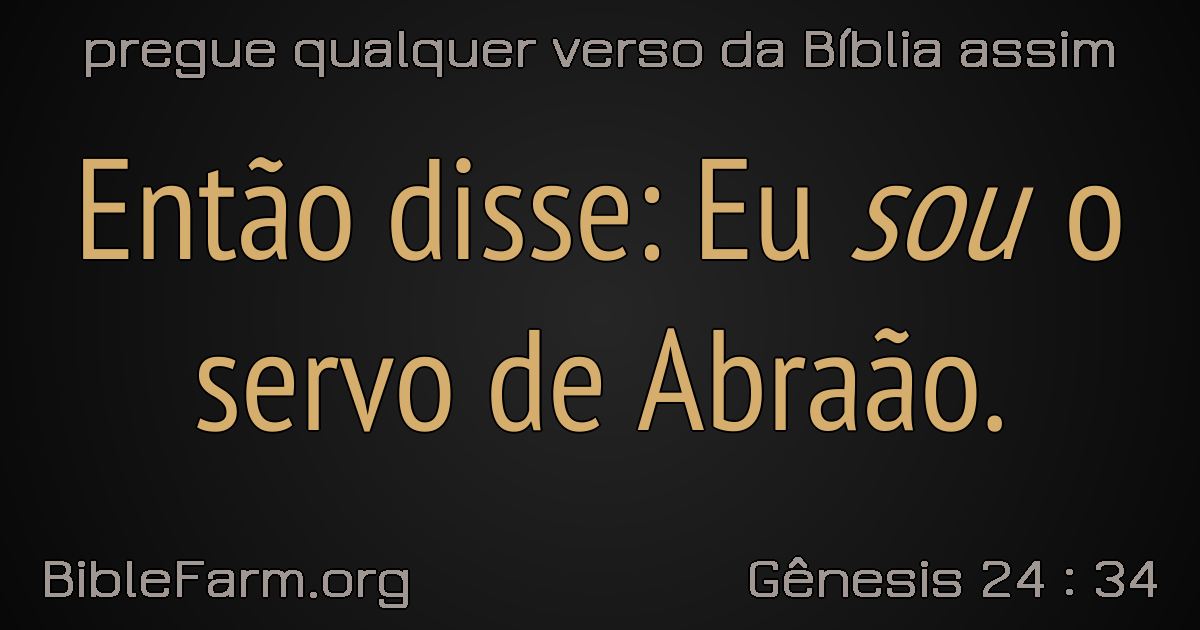 pregue qualquer verso da Bíblia assim
Então disse: Eu sou o
servo de Abraão.
BibleFarm.org
Gênesis 24 : 34